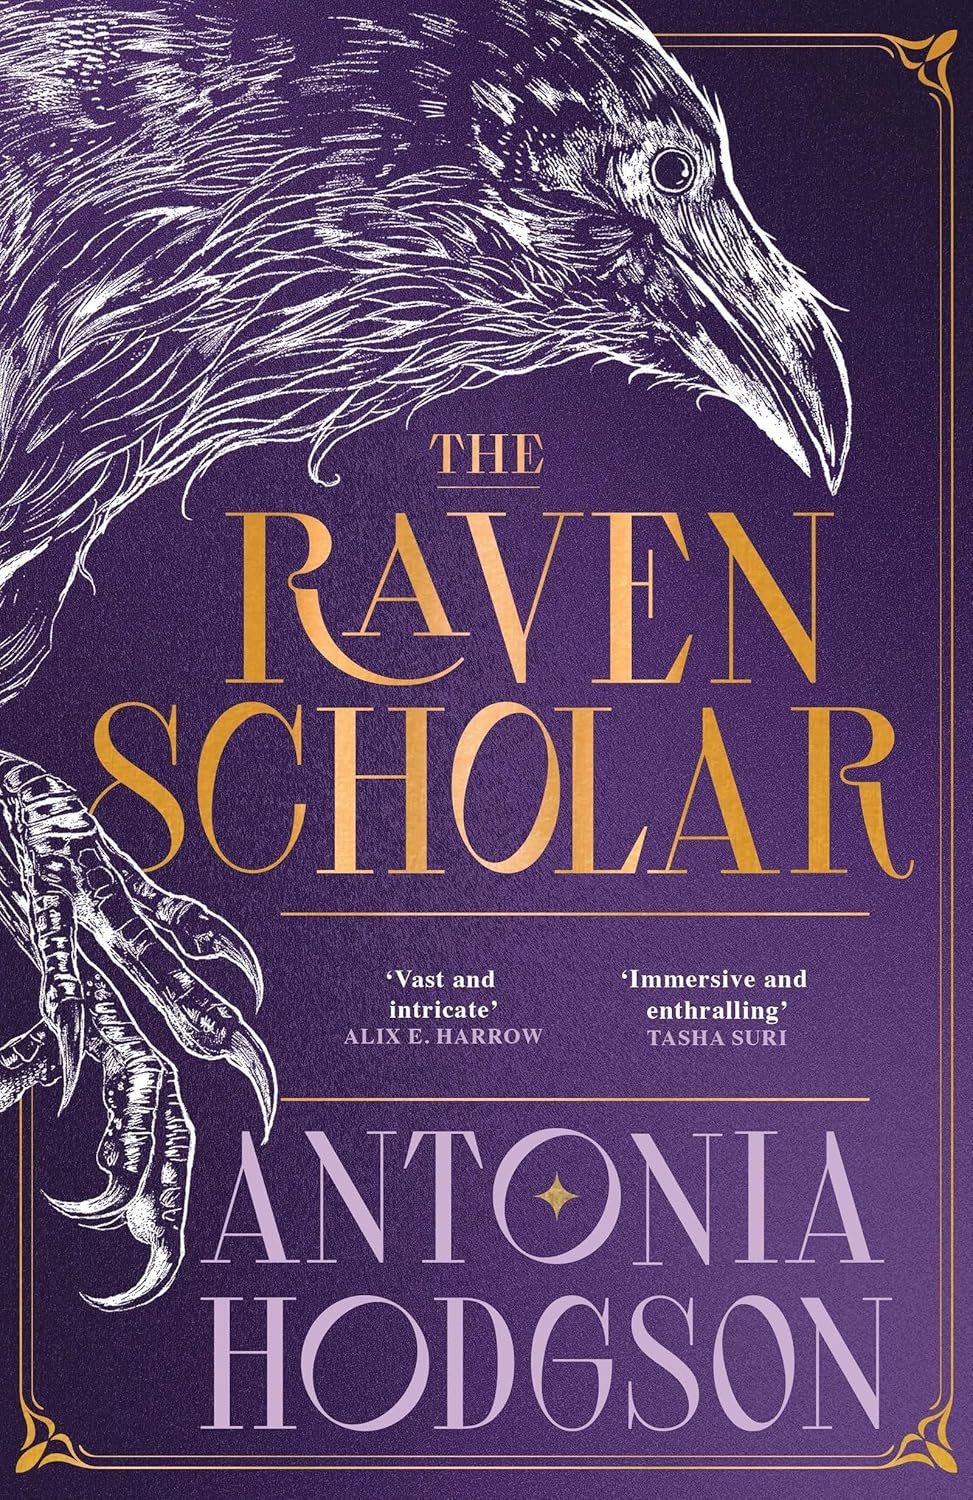 THE
RAVEN
SCHOLAR
‘Vast and
intricate’
ALIX E. HARROW
‘Immersive and
enthralling’
TASHA SURI
ANTONIA
HODGSON